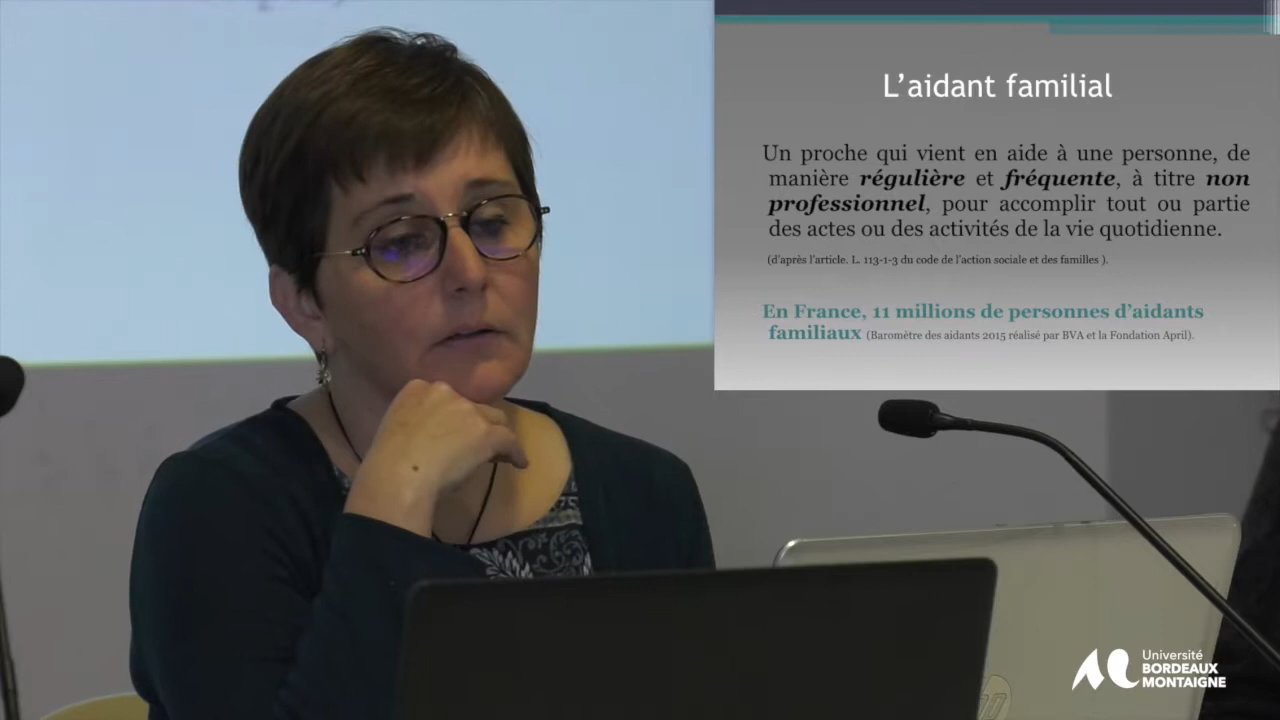 L'aidant familial
Un proche qui vient en aide à une personne, de
manière régulière et fréquente, à titre non
professionnel, pour accomplir tout ou partie
des actes ou des activités de la vie quotidienne.
(d'après l'article. L. 113-1-3 du code de l'action sociale et des familles ).
En France, 11 millions de personnes d'aidants
familiaux (Baromètre des aidants 2015 réalisé par BVA et la Fondation April).
Université
BORDEAUX
MONTAIGNE